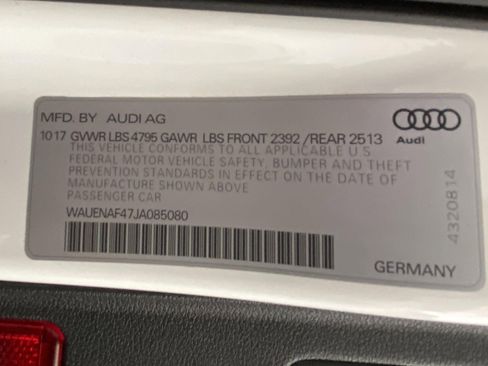 MFD. BY AUDI AG
10 17 GVWR LBS 4795 GAWR LBS FRONT 2392 / REAR 2513
THIS VEHICLE CONFORMS TO ALL APPLICABLE U.S.
FEDERAL MOTOR VEHICLE SAFETY, BUMPER AND THEFT
PREVENTION STANDARDS IN EFFECT ON THE DATE OF
MANUFACTURE SHOWN ABOVE
PASSENGER CAR
WAUENAF47JA085080
Audi
4320814
GERMANY